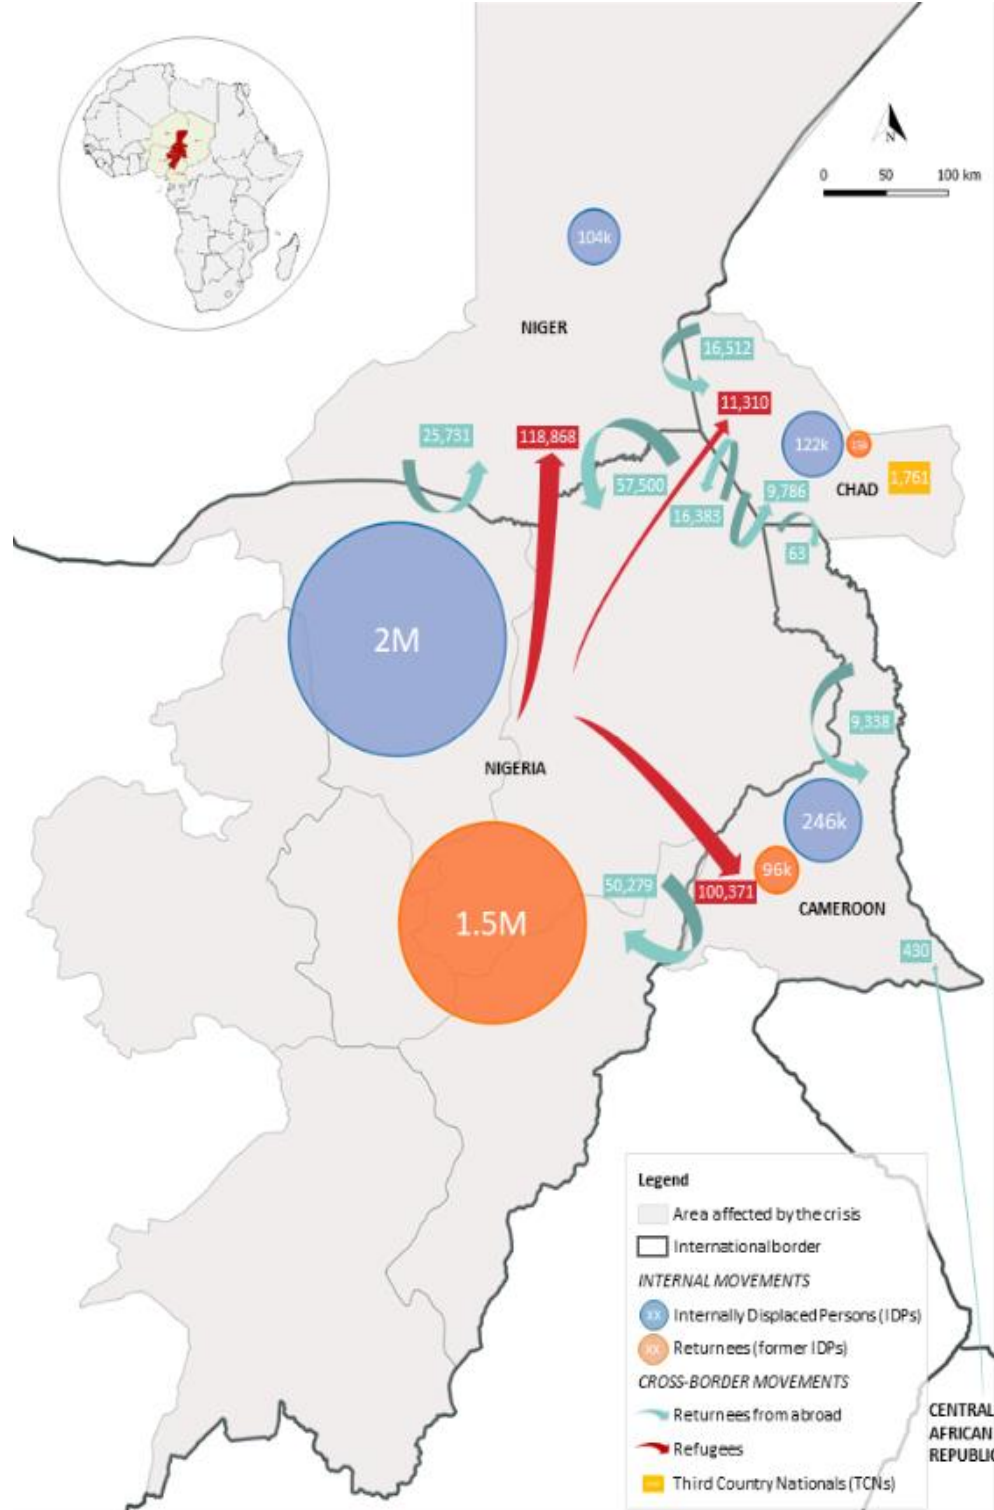 N
0 50 100 km
104k
NIGER
16,512
11,310
25,731
118,868
122k
57,500
1,761
CHAD
9,786
16,383
63
2M
9,338
NIGERIA
246k
96k
50,279
100,371
1.5M
CAMEROON
430
Legend
Area affected by the crisis
International border
INTERNAL MOVEMENTS
XX Internally Displaced Persons (IDPs)
XX Returnees (former IDPs)
CROSS-BORDER MOVEMENTS
Returnees from abroad
Refugees
Third Country Nationals (TCNs)
CENTRAL
AFRICAN
REPUBLIC